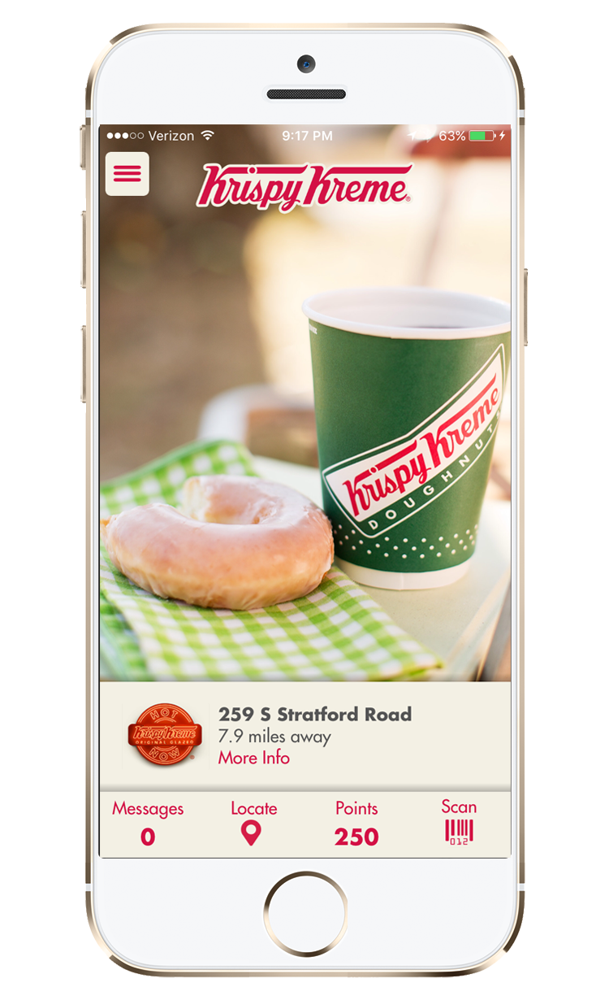 Verizon 9:17 PM 63%
Krispy Kreme®
Krispy Kreme
DOUGHNUTS
HOT
Krispy Kreme
ORIGINAL GLAZED
NOW
259 S Stratford Road
7.9 miles away
More Info
Messages Locate Points Scan
0 250 012